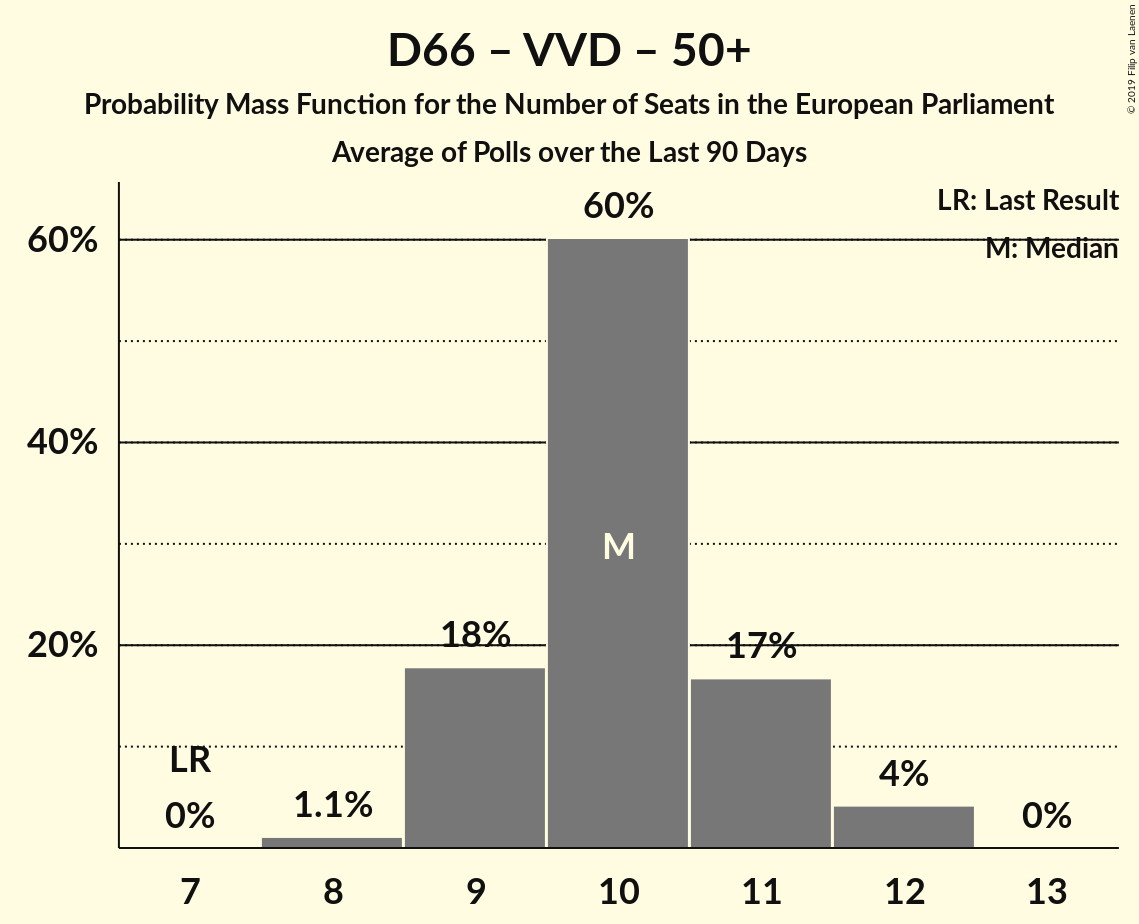 D66 – VVD – 50+
Probability Mass Function for the Number of Seats in the European Parliament
Average of Polls over the Last 90 Days
© 2019 Filip van Laenen
LR: Last Result
M: Median
60%
40%
20%
LR
0%
1.1%
18%
60%
M
17%
4%
0%
7 8 9 10 11 12 13